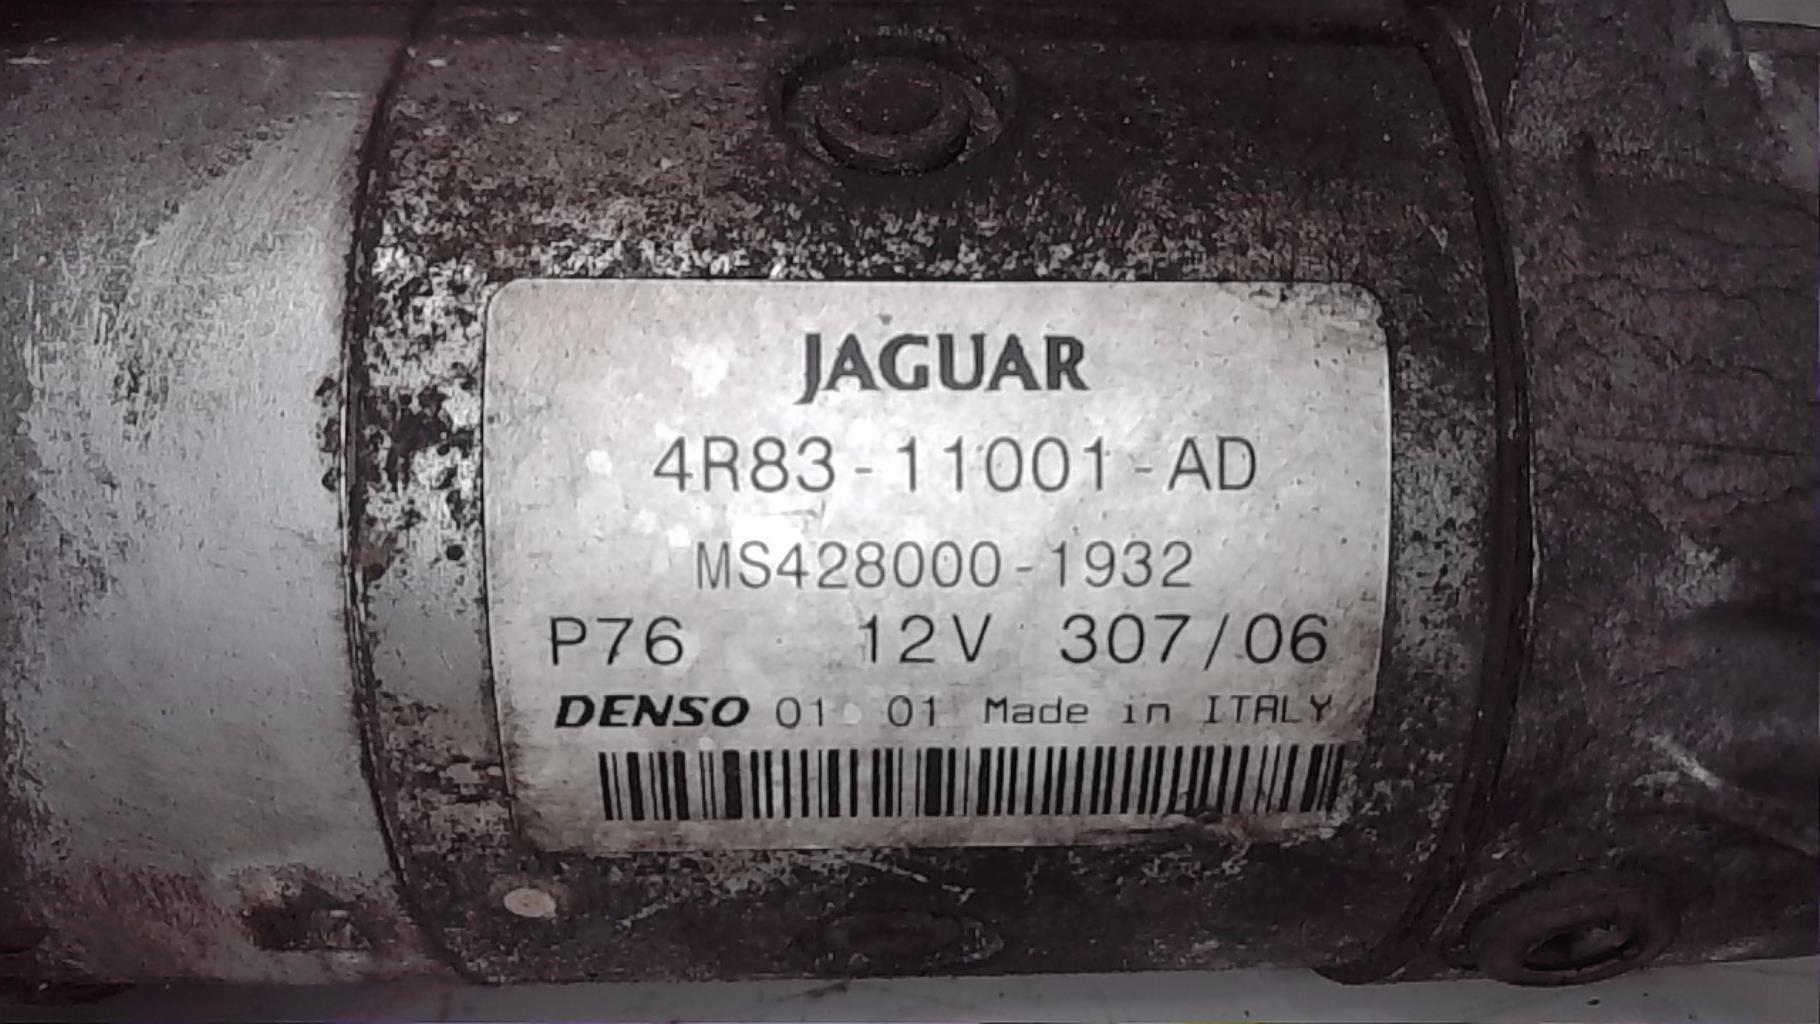 JAGUAR
4R83-11001-AD
MS428000-1932
P76 12V 307/06
DENSO 01 01 Made in ITALY